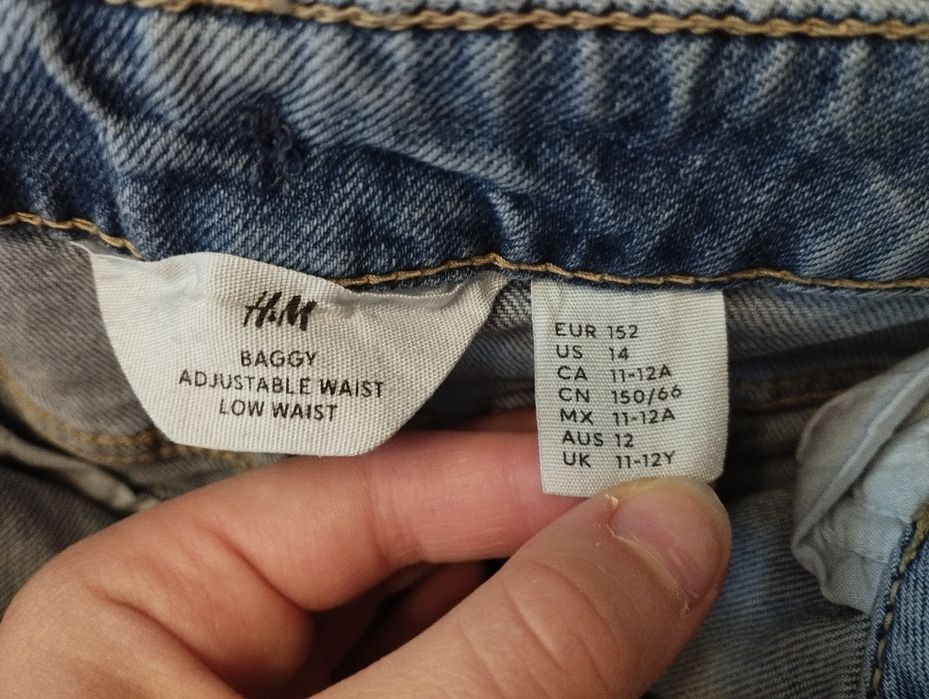 H&M
BAGGY
ADJUSTABLE WAIST
LOW WAIST
EUR 152
US 14
CA 11-12A
CN 150/66
MX 11-12A
AUS 12
UK 11-12Y